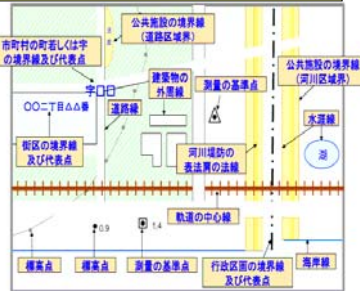 公共施設の境界線
（道路区域界）
市町村の町若しくは字
の境界線及び代表点
字口口
〇〇二丁目△△番
道路縁
建築物の
外周線
測量の基準点
公共施設の境界線
（河川区域界）
水涯線
湖
街区の境界線
及び代表点
河川堤防の
表法肩の法線
軌道の中心線
0.9
1.4
標高点
標高点
測量の基準点
行政区画の境界線
及び代表点
海岸線